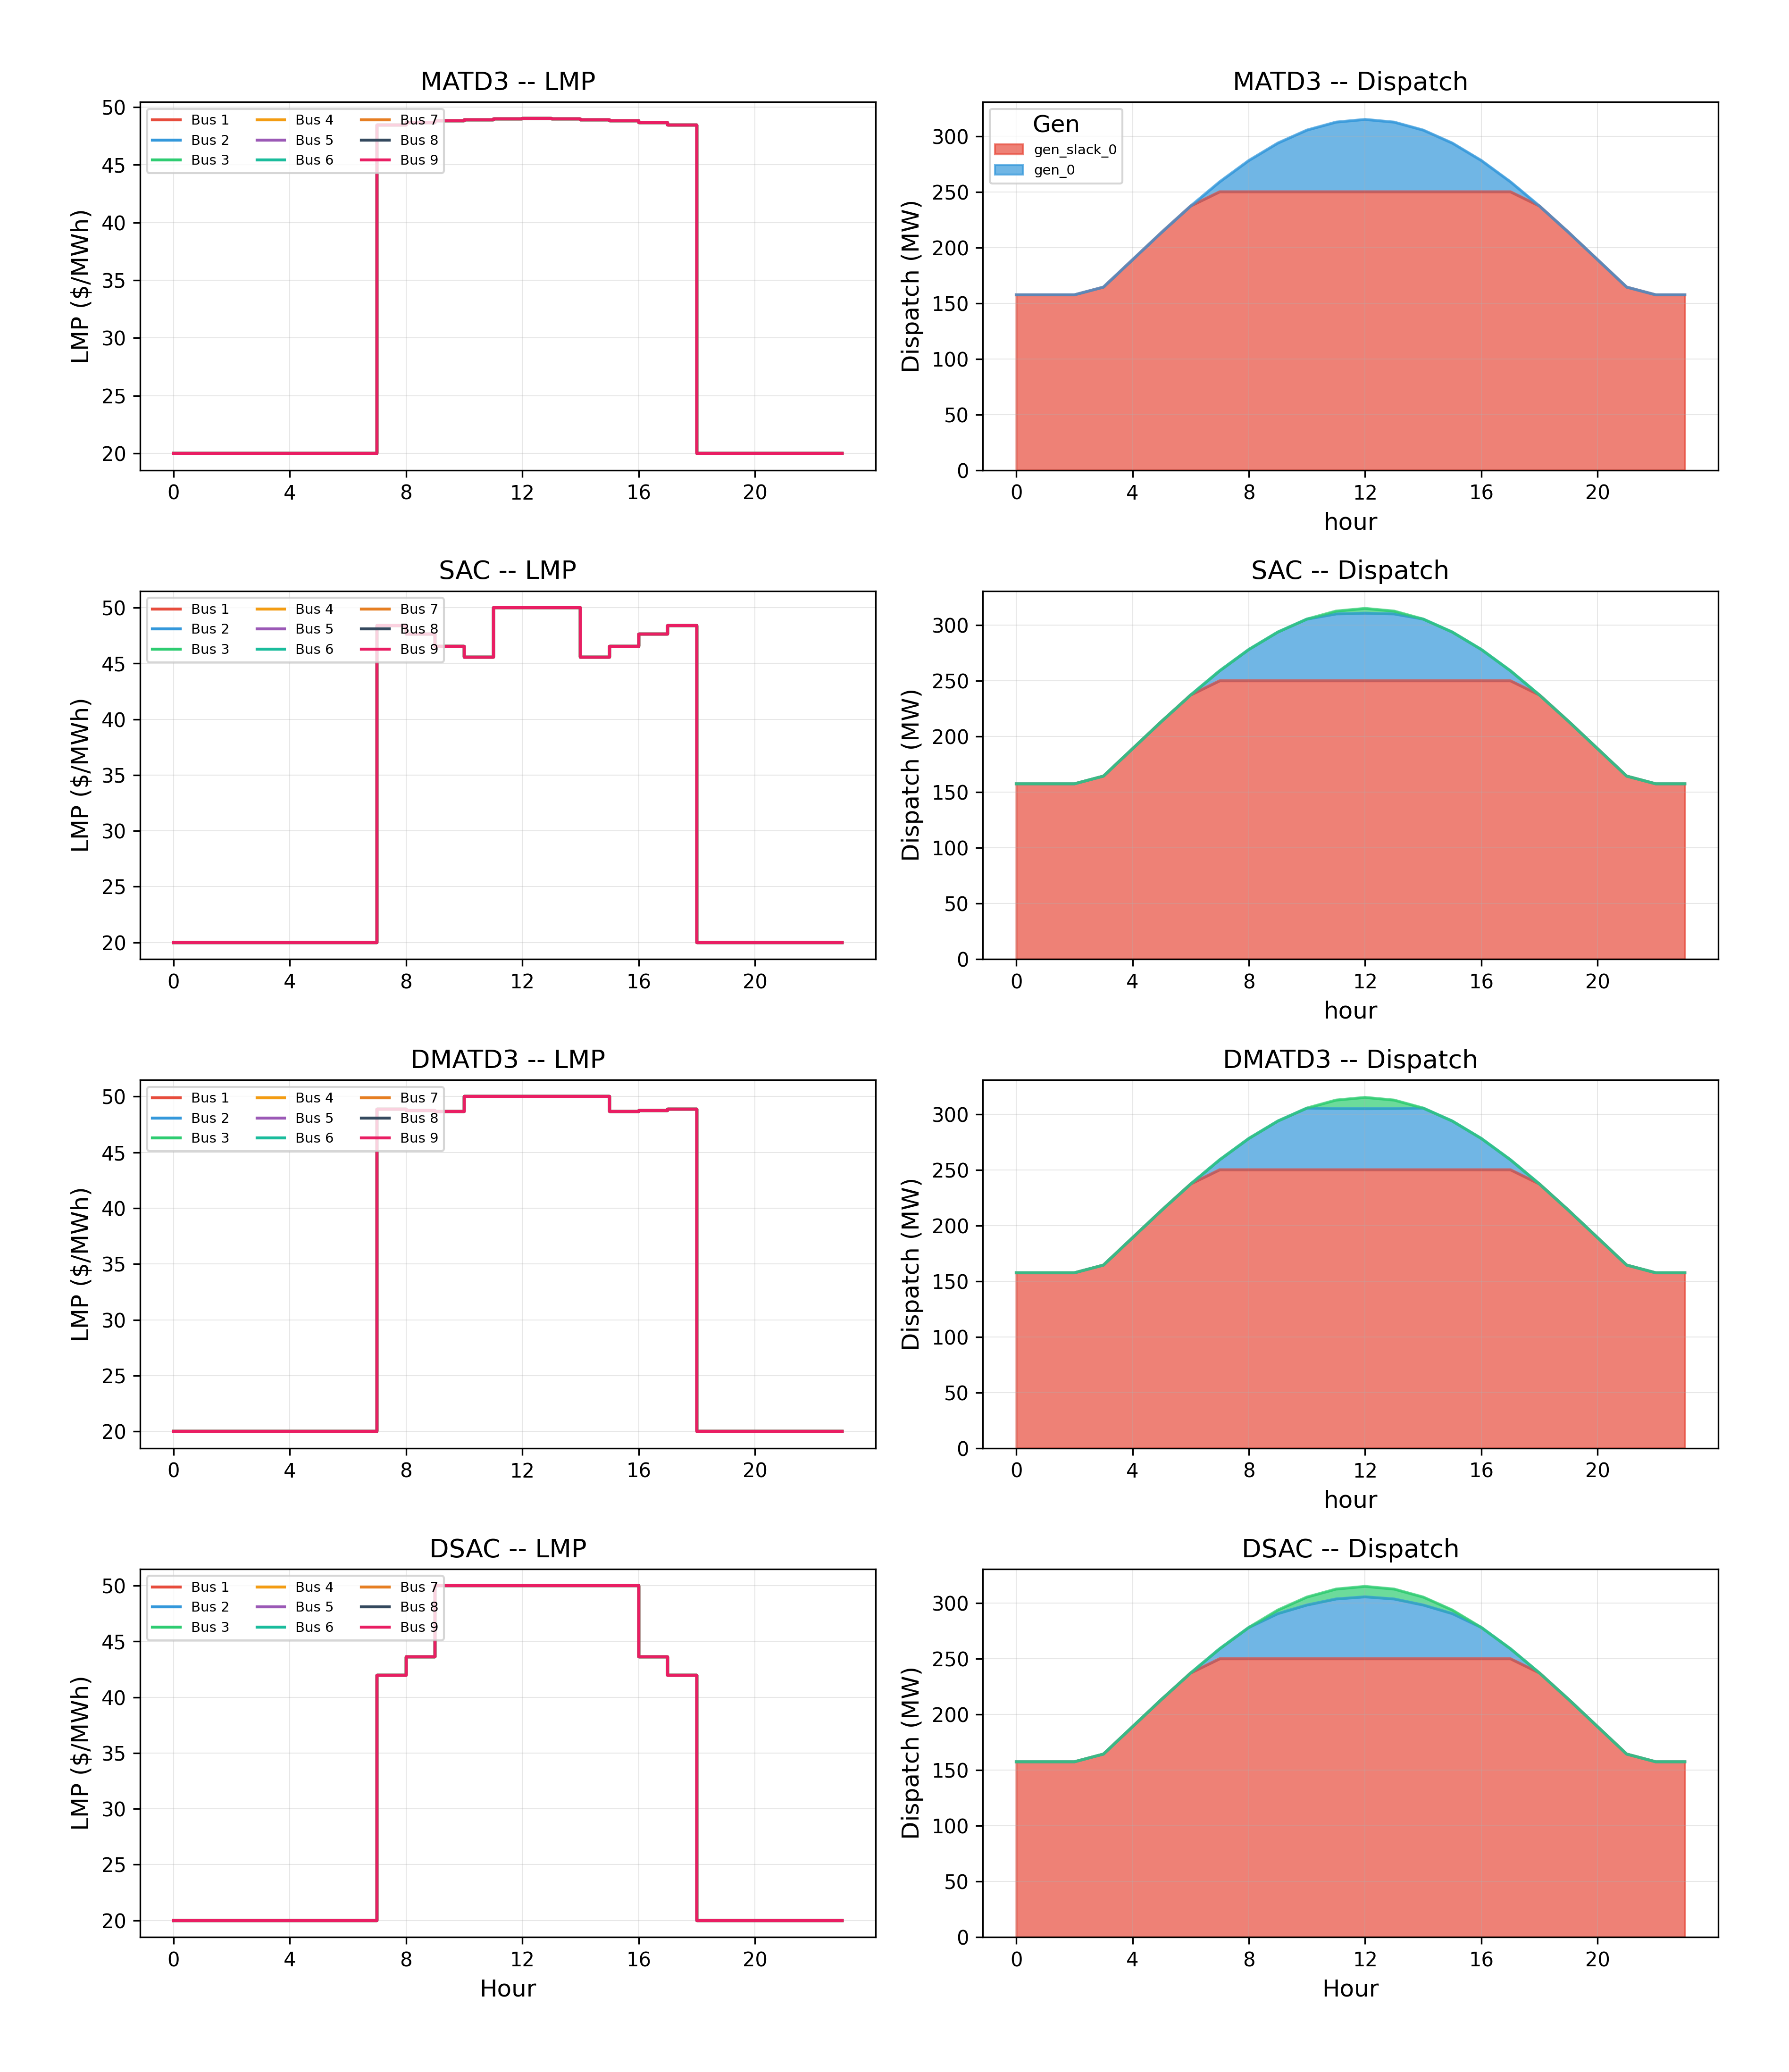 MATD3 -- LMP
LMP ($/MWh)
50
45
40
35
30
25
20
Bus 1 Bus 4 Bus 7
Bus 2 Bus 5 Bus 8
Bus 3 Bus 6 Bus 9
0 4 8 12 16 20
MATD3 -- Dispatch
Dispatch (MW)
300
250
200
150
100
50
0
Gen
gen_slack_0
gen_0
0 4 8 12 16 20
hour
SAC -- LMP
LMP ($/MWh)
50
45
40
35
30
25
20
Bus 1 Bus 4 Bus 7
Bus 2 Bus 5 Bus 8
Bus 3 Bus 6 Bus 9
0 4 8 12 16 20
SAC -- Dispatch
Dispatch (MW)
300
250
200
150
100
50
0
0 4 8 12 16 20
hour
DMATD3 -- LMP
LMP ($/MWh)
50
45
40
35
30
25
20
Bus 1 Bus 4 Bus 7
Bus 2 Bus 5 Bus 8
Bus 3 Bus 6 Bus 9
0 4 8 12 16 20
DMATD3 -- Dispatch
Dispatch (MW)
300
250
200
150
100
50
0
0 4 8 12 16 20
hour
DSAC -- LMP
LMP ($/MWh)
50
45
40
35
30
25
20
Bus 1 Bus 4 Bus 7
Bus 2 Bus 5 Bus 8
Bus 3 Bus 6 Bus 9
0 4 8 12 16 20
Hour
DSAC -- Dispatch
Dispatch (MW)
300
250
200
150
100
50
0
0 4 8 12 16 20
Hour